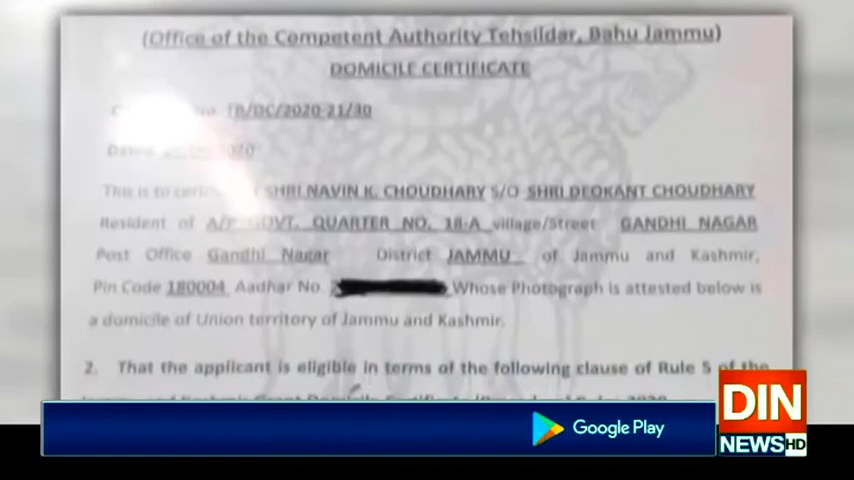 (Office of the Competent Authority Tehsildar, Bahu Jammu)
DOMICILE CERTIFICATE
No. TB/DC/2020-21/30
Dated
This is to SHRI NAVIN K. CHOUDHARY S/O SHRI DEOKANT CHOUDHARY
Resident of A/P GOVT. QUARTER NO. 18-A village/Street GANDHI NAGAR
Post Office Gandhi Nagar District JAMMU of Jammu and Kashmir,
Pin Code 180004 Aadhar No. Whose Photograph is attested below is
a domicile of Union territory of Jammu and Kashmir.
2. That the applicant is eligible in terms of the following clause of Rule 5 of the
Google Play
DIN
NEWS HD